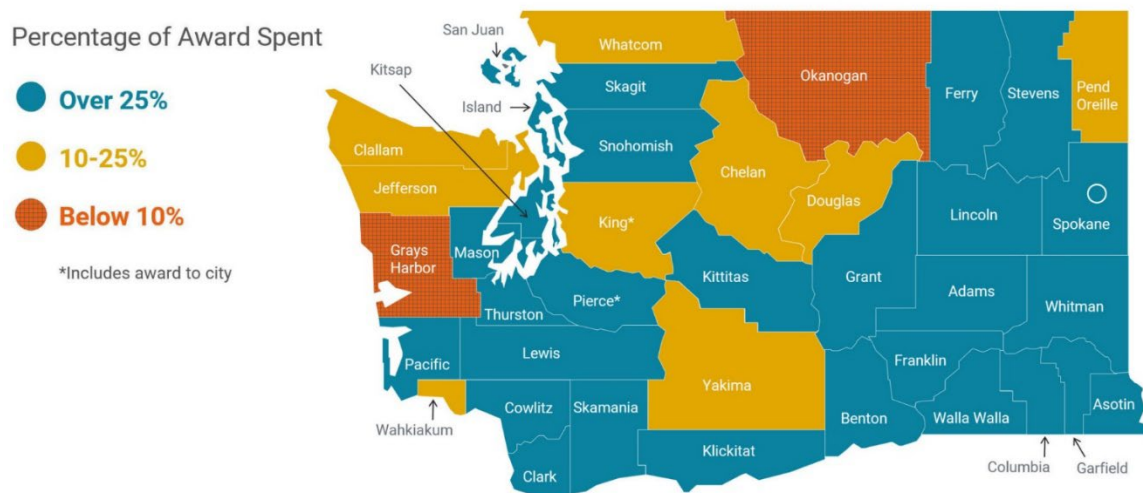 Percentage of Award Spent
Over 25%
10-25%
Below 10%
*Includes award to city
San Juan
Kitsap
Island
Whatcom
Skagit
Snohomish
Okanogan
Ferry
Stevens
Pend
Oreille
Clallam
Jefferson
Chelan
Douglas
King*
Lincoln
Spokane
Grays
Harbor
Mason
Kittitas
Grant
Adams
Whitman
Thurston
Pierce*
Pacific
Lewis
Yakima
Franklin
Benton
Walla Walla
Asotin
Wahkiakum
Cowlitz
Skamania
Klickitat
Clark
Columbia
Garfield